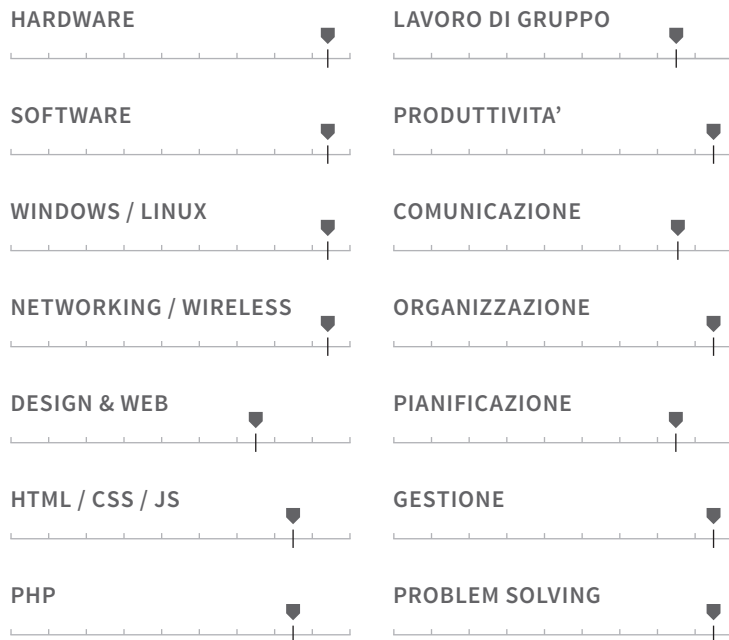 HARDWARE
SOFTWARE
WINDOWS / LINUX
NETWORKING / WIRELESS
DESIGN & WEB
HTML / CSS / JS
PHP
LAVORO DI GRUPPO
PRODUTTIVITA’
COMUNICAZIONE
ORGANIZZAZIONE
PIANIFICAZIONE
GESTIONE
PROBLEM SOLVING